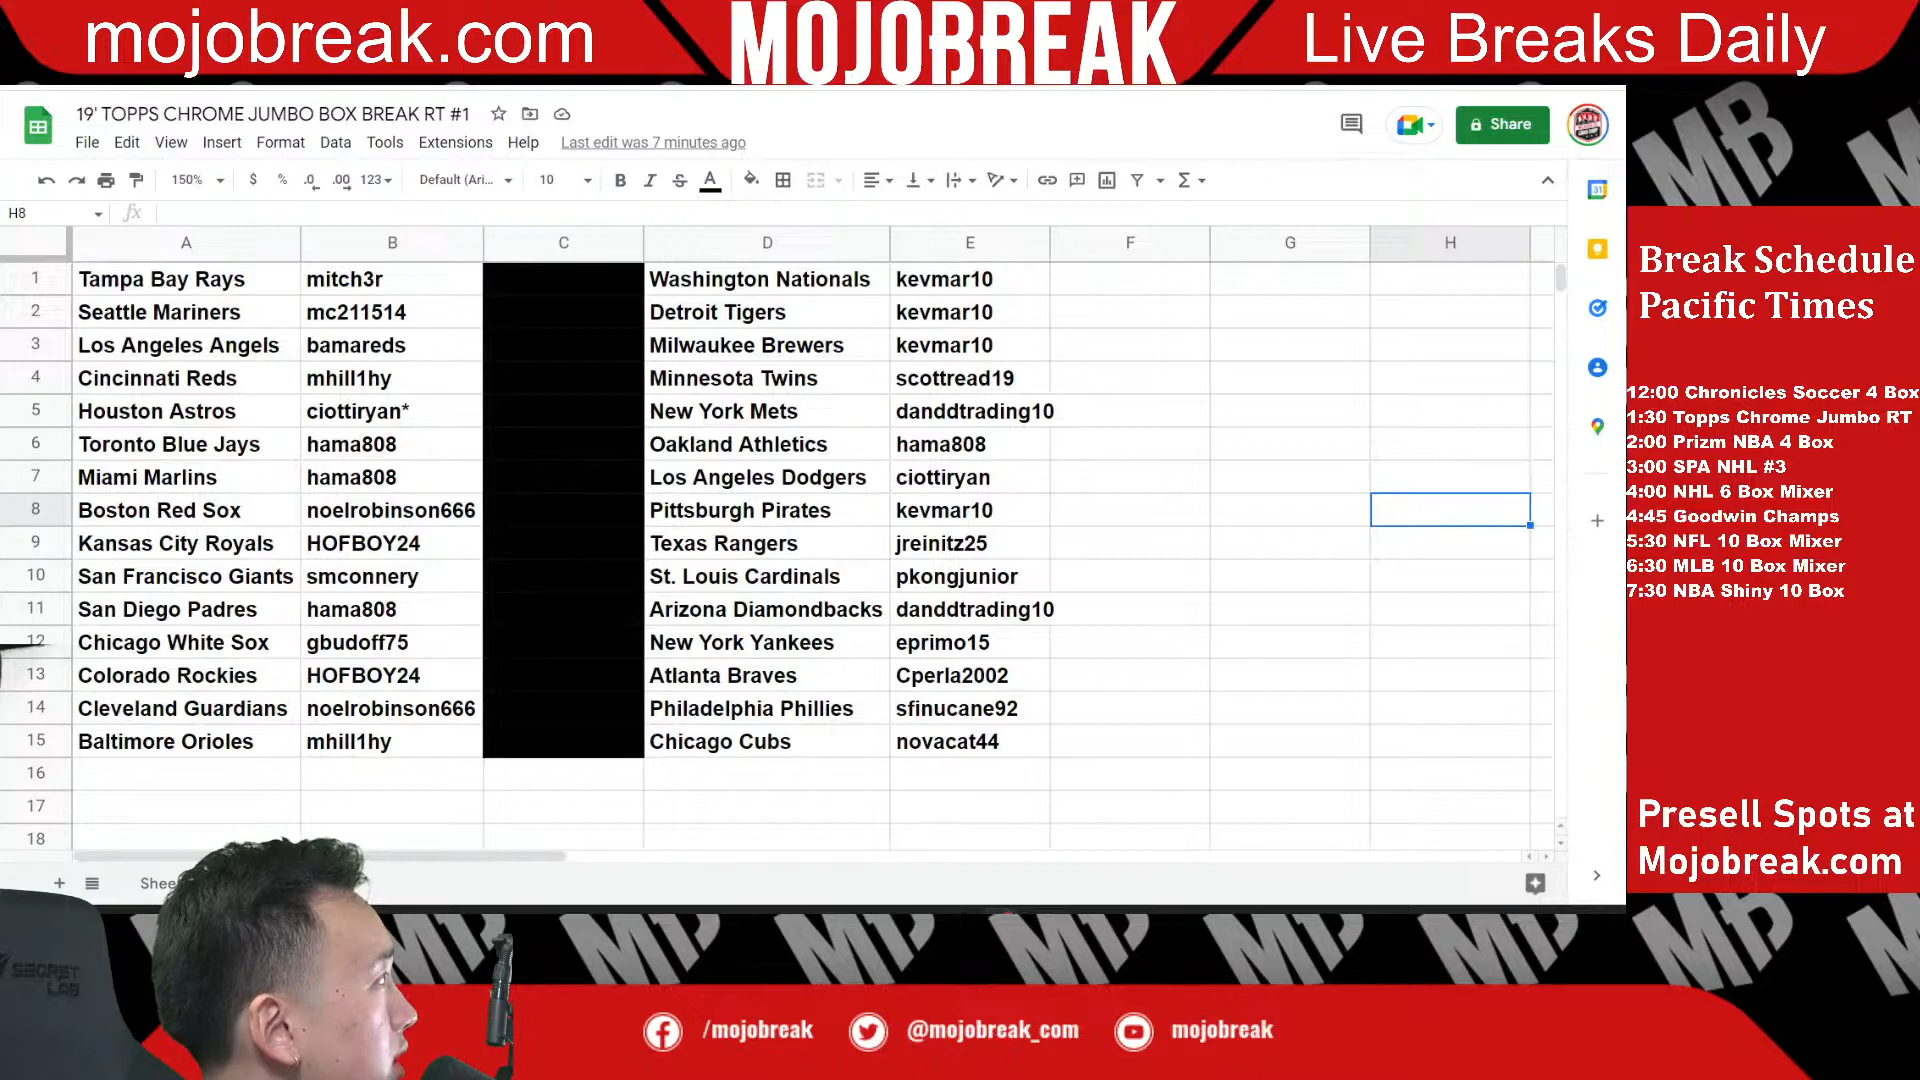 mojobreak.com
MOJOBREAK
Live Breaks Daily
19' TOPPS CHROME JUMBO BOX BREAK RT #1
File Edit View Insert Format Data Tools Extensions Help Last edit was 7 minutes ago
Share
150% $ % .0 .00 123 Default (Ari... 10 B I S A Σ
H8 fx
A B C D E F G H
1 Tampa Bay Rays mitch3r Washington Nationals kevmar10
2 Seattle Mariners mc211514 Detroit Tigers kevmar10
3 Los Angeles Angels bamareds Milwaukee Brewers kevmar10
4 Cincinnati Reds mhill1hy Minnesota Twins scottread19
5 Houston Astros ciottiryan* New York Mets danddtrading10
6 Toronto Blue Jays hama808 Oakland Athletics hama808
7 Miami Marlins hama808 Los Angeles Dodgers ciottiryan
8 Boston Red Sox noelrobinson666 Pittsburgh Pirates kevmar10
9 Kansas City Royals HOFBOY24 Texas Rangers jreinitz25
10 San Francisco Giants smconnery St. Louis Cardinals pkongjunior
11 San Diego Padres hama808 Arizona Diamondbacks danddtrading10
12 Chicago White Sox gbudoff75 New York Yankees eprimo15
13 Colorado Rockies HOFBOY24 Atlanta Braves Cperla2002
14 Cleveland Guardians noelrobinson666 Philadelphia Phillies sfinucane92
15 Baltimore Orioles mhill1hy Chicago Cubs novacat44
16
17
18
Shee
31
Break Schedule
Pacific Times
12:00 Chronicles Soccer 4 Box
1:30 Topps Chrome Jumbo RT
2:00 Prizm NBA 4 Box
3:00 SPA NHL #3
4:00 NHL 6 Box Mixer
4:45 Goodwin Champs
5:30 NFL 10 Box Mixer
6:30 MLB 10 Box Mixer
7:30 NBA Shiny 10 Box
Presell Spots at
Mojobreak.com
SECRET
LAB
/mojobreak @mojobreak_com mojobreak